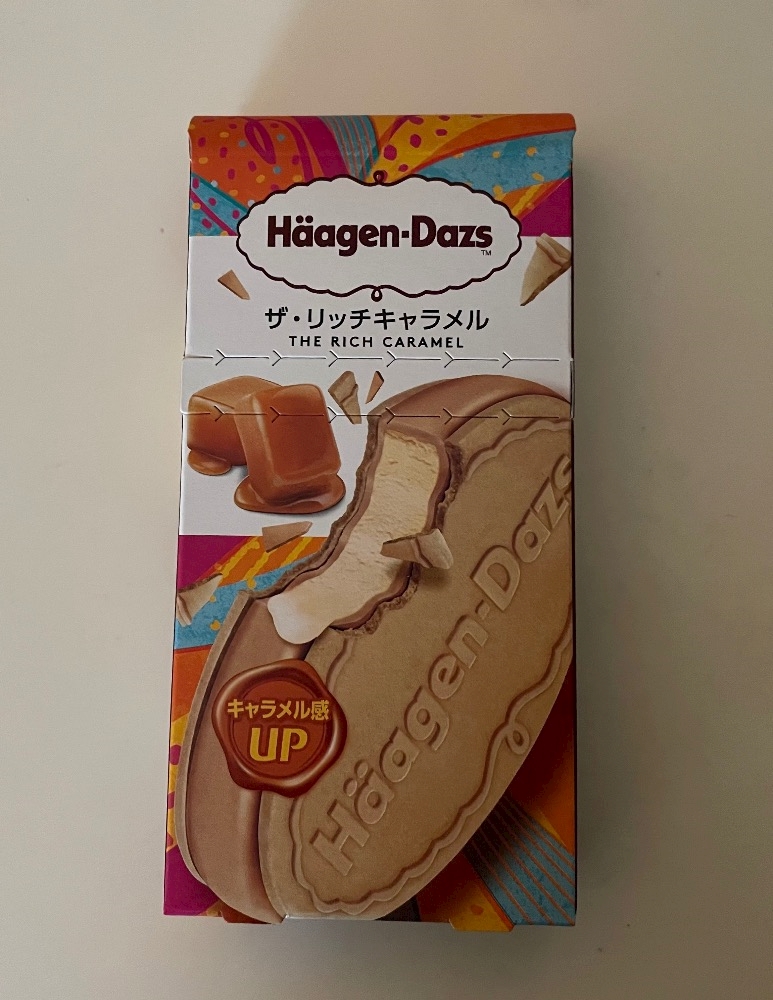 Häagen-Dazs
TM
ザ・リッチキャラメル
THE RICH CARAMEL
Häagen-Dazs
キャラメル感
UP